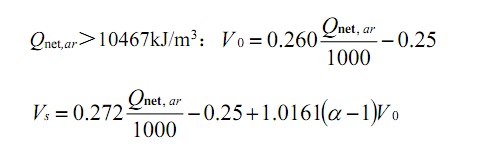 Qnet,ar＞10467kJ/m³： V₀ = 0.260 Qnet, ar / 1000 − 0.25
Vₛ = 0.272 Qnet, ar / 1000 − 0.25 + 1.0161(α − 1)V₀